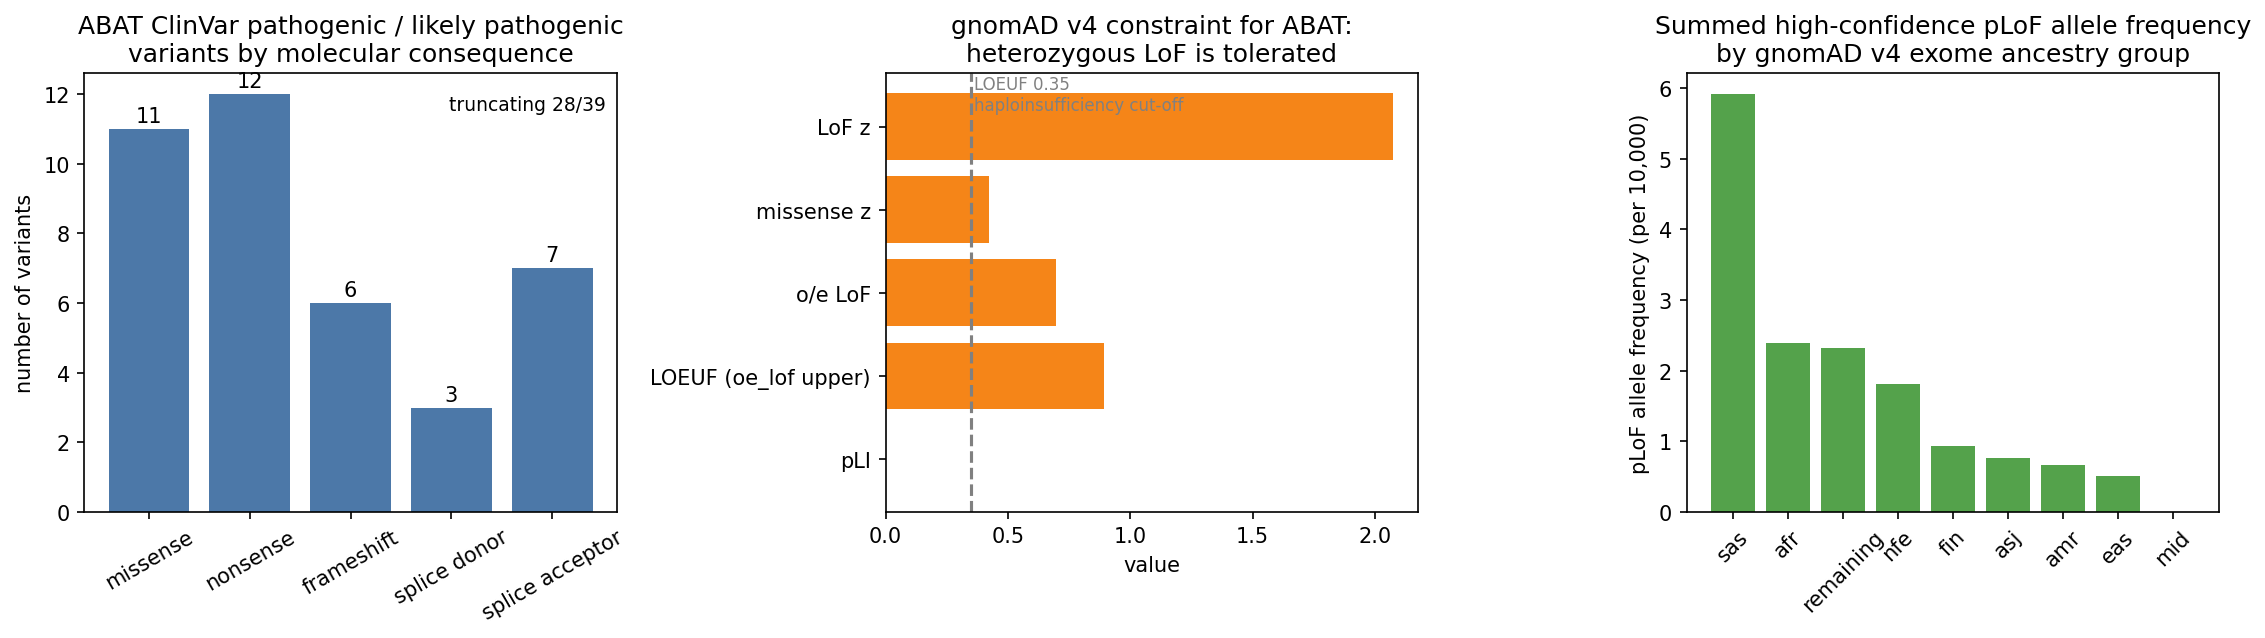 ABAT ClinVar pathogenic / likely pathogenic
variants by molecular consequence
number of variants
12
10
8
6
4
2
0
11
12
6
3
7
truncating 28/39
missense
nonsense
frameshift
splice donor
splice acceptor
gnomAD v4 constraint for ABAT:
heterozygous LoF is tolerated
LOEUF 0.35
haploinsufficiency cut-off
LoF z
missense z
o/e LoF
LOEUF (oe_lof upper)
pLI
0.0
0.5
1.0
1.5
2.0
value
Summed high-confidence pLoF allele frequency
by gnomAD v4 exome ancestry group
pLoF allele frequency (per 10,000)
6
5
4
3
2
1
0
sas
afr
remaining
nfe
fin
asj
amr
eas
mid